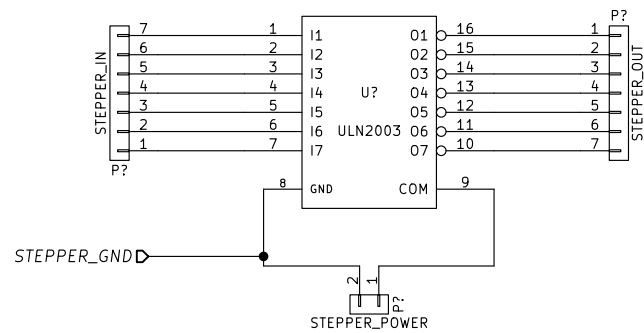 P?
7 1 I1 O1 16 1
6 2 I2 O2 15 2
5 3 I3 O3 14 3
4 4 I4 U? O4 13 4
3 5 I5 O5 12 5
2 6 I6 ULN2003 O6 11 6
1 7 I7 O7 10 7
STEPPER_IN
STEPPER_OUT
P?
8 GND COM 9
STEPPER_GND
2 1 P?
STEPPER_POWER